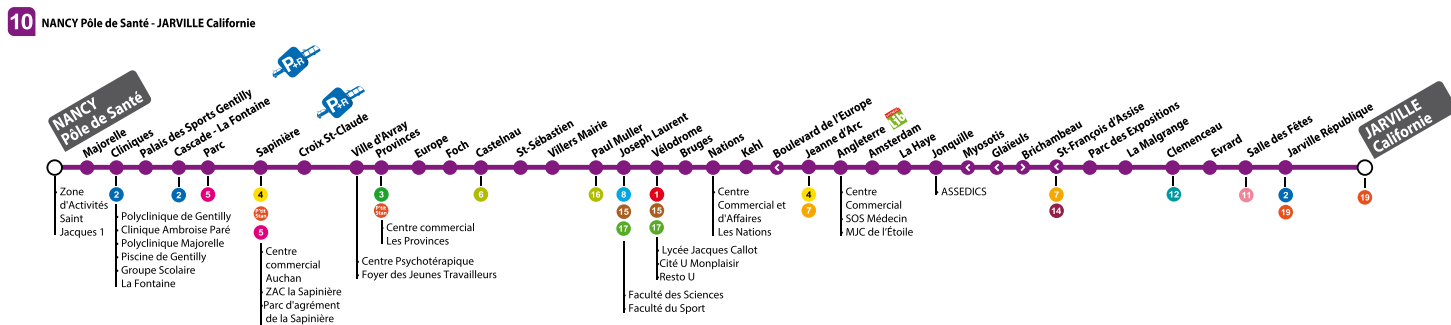 10 NANCY Pôle de Santé - JARVILLE Californie
P+R
P+R
NANCY
Pôle de Santé
Majorelle
Cliniques
Palais des Sports Gentilly
Cascade - La Fontaine
Parc
Sapinière
Croix St-Claude
Ville d'Avray
Provinces
Europe
Foch
Castelnau
St-Sébastien
Villers Mairie
Paul Muller
Joseph Laurent
Vélodrome
Bruges
Nations
Kehl
Boulevard de l'Europe
Jeanne d'Arc
Angleterre
Amsterdam
La Haye
Jonquille
Myosotis
Glaïeuls
Brichambeau
St-François d'Assise
Parc des Expositions
La Malgrange
Clemenceau
Evrard
Salle des Fêtes
Jarville République
JARVILLE
Californie
Zone
d'Activités
Saint
Jacques 1
2
Polyclinique de Gentilly
Clinique Ambroise Paré
Polyclinique Majorelle
Piscine de Gentilly
Groupe Scolaire
La Fontaine
2
5
4
P'tit Stan
5
Centre
commercial
Auchan
ZAC la Sapinière
Parc d'agrément
de la Sapinière
Centre Psychotérapique
Foyer des Jeunes Travailleurs
3
P'tit Stan
Centre commercial
Les Provinces
6
16
8
15
17
Faculté des Sciences
Faculté du Sport
1
15
17
Lycée Jacques Callot
Cité U Monplaisir
Resto U
Centre
Commercial et
d'Affaires
Les Nations
4
7
Centre
Commercial
SOS Médecin
MJC de l'Étoile
ASSEDICS
7
14
12
11
2
19
19